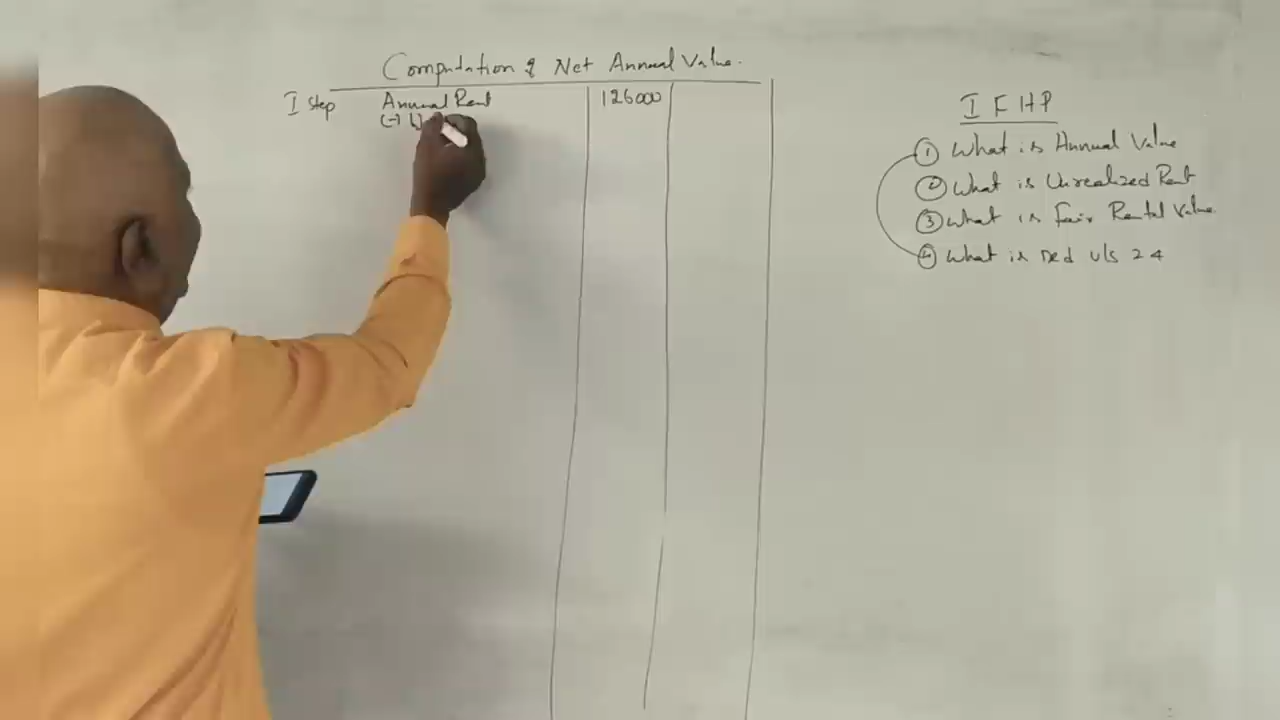 Computation of Net Annual Value.
I step Annual Rent 126000
(-)
I F H P
① What is Annual Value
② What is Unrealized Rent
③ What is Fair Rental Value.
④ What is Ded u/s 24